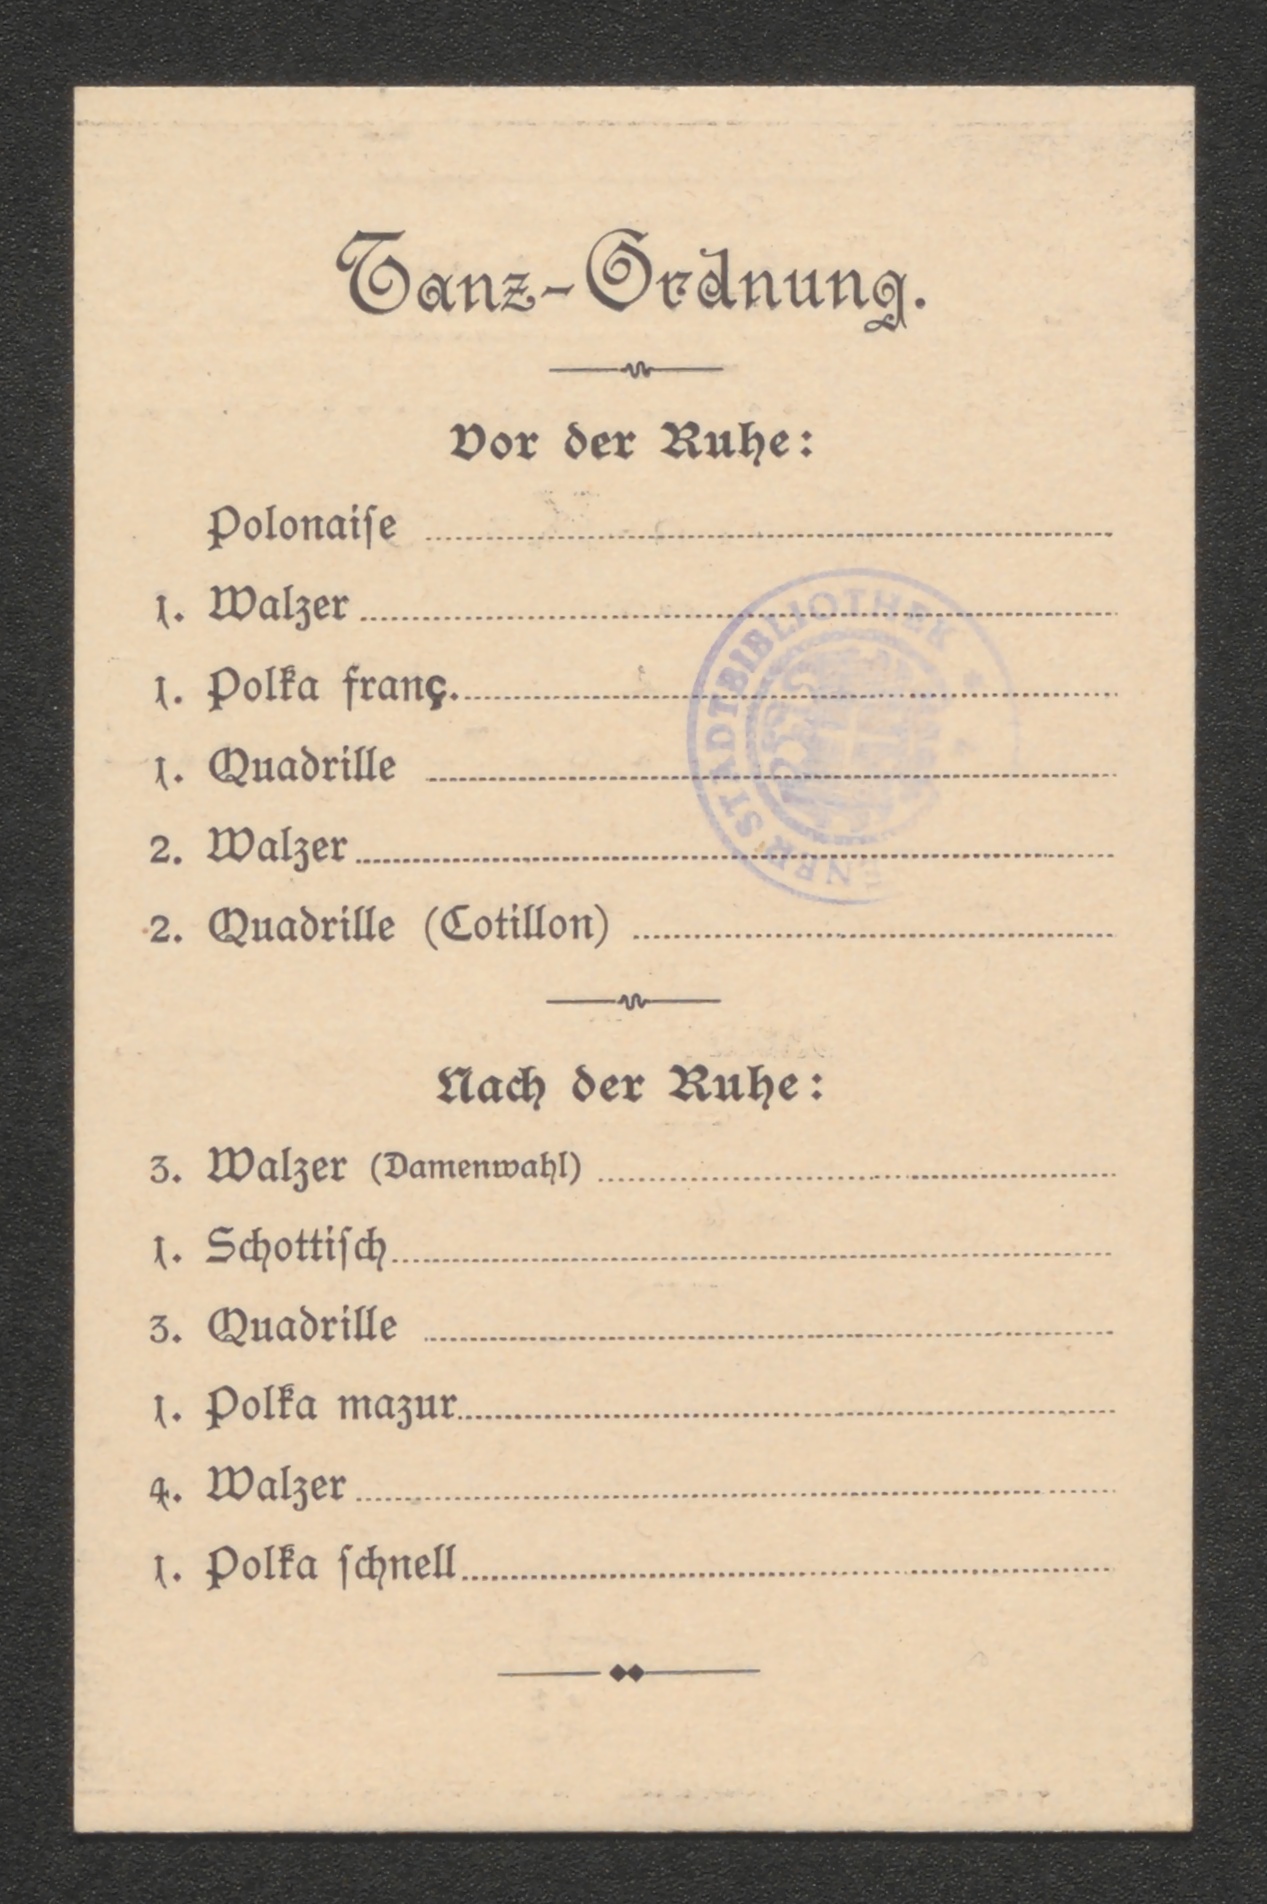 Tanz-Ordnung.
Vor der Ruhe:
Polonaiſe
1. Walzer
1. Polka franç.
1. Quadrille
2. Walzer
2. Quadrille (Cotillon)
Nach der Ruhe:
3. Walzer (Damenwahl)
1. Schottiſch
3. Quadrille
1. Polka mazur
4. Walzer
1. Polka ſchnell
STADTBIBLIOTHEK